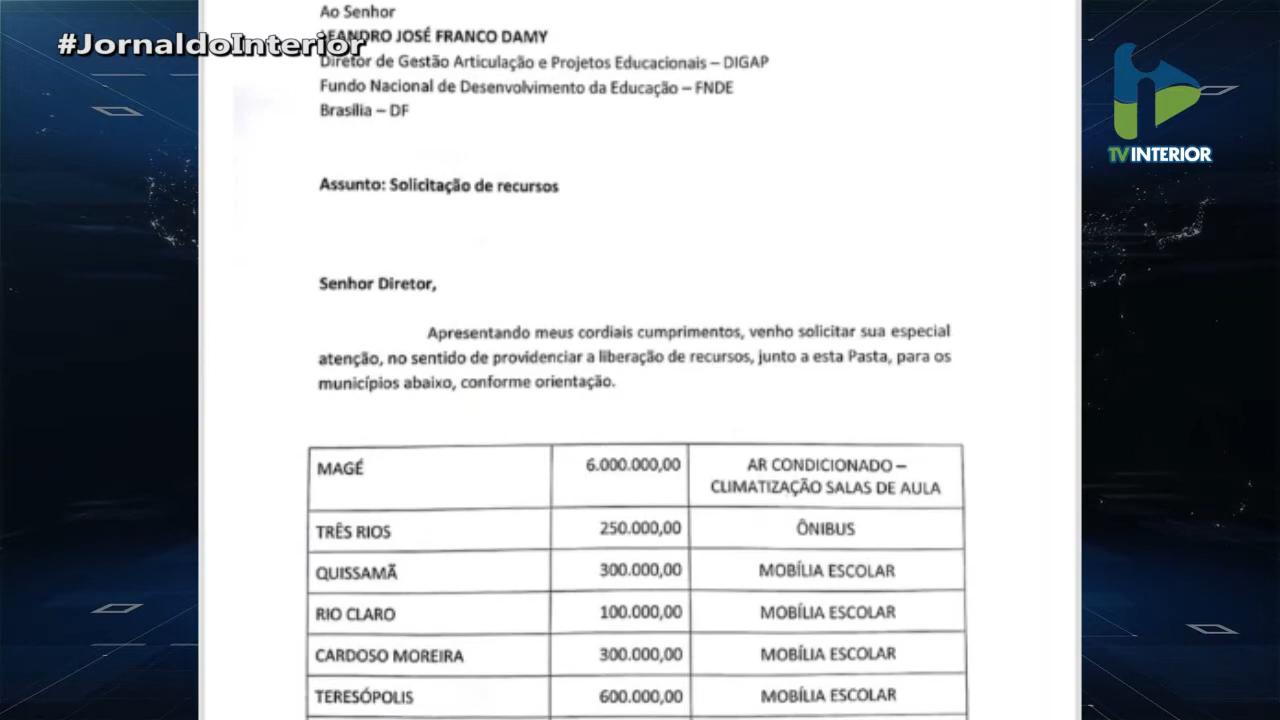 Ao Senhor
#JornaldoInterior
LEANDRO JOSÉ FRANCO DAMY
Diretor de Gestão Articulação e Projetos Educacionais – DIGAP
Fundo Nacional de Desenvolvimento da Educação – FNDE
Brasília – DF
TV INTERIOR
Assunto: Solicitação de recursos
Senhor Diretor,
Apresentando meus cordiais cumprimentos, venho solicitar sua especial
atenção, no sentido de providenciar a liberação de recursos, junto a esta Pasta, para os
municípios abaixo, conforme orientação.
MAGÉ 6.000.000,00 AR CONDICIONADO –
CLIMATIZAÇÃO SALAS DE AULA
TRÊS RIOS 250.000,00 ÔNIBUS
QUISSAMÃ 300.000,00 MOBÍLIA ESCOLAR
RIO CLARO 100.000,00 MOBÍLIA ESCOLAR
CARDOSO MOREIRA 300.000,00 MOBÍLIA ESCOLAR
TERESÓPOLIS 600.000,00 MOBÍLIA ESCOLAR